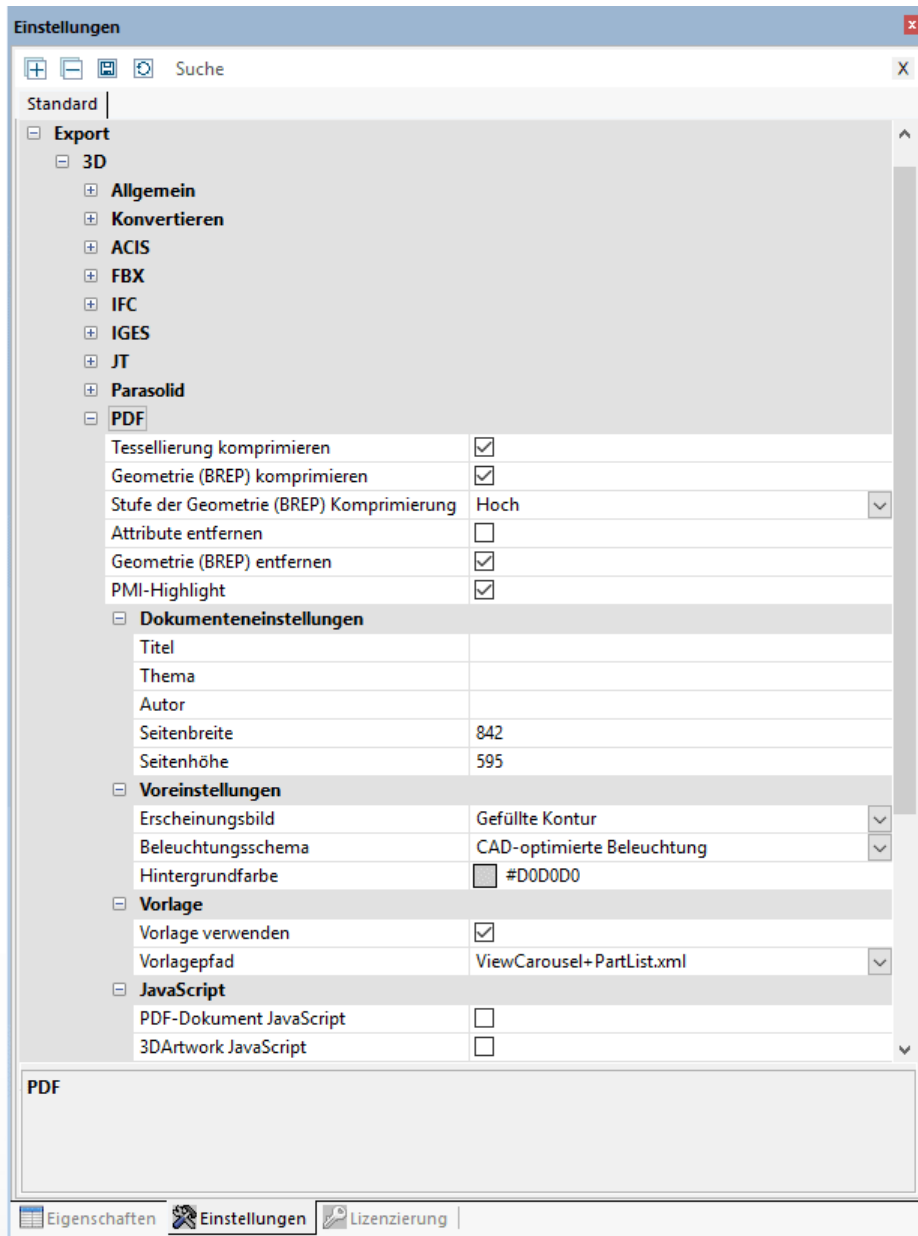 Einstellungen
x
Suche
X
Standard
Export
3D
Allgemein
Konvertieren
ACIS
FBX
IFC
IGES
JT
Parasolid
PDF
Tessellierung komprimieren
Geometrie (BREP) komprimieren
Stufe der Geometrie (BREP) Komprimierung Hoch
Attribute entfernen
Geometrie (BREP) entfernen
PMI-Highlight
Dokumenteneinstellungen
Titel
Thema
Autor
Seitenbreite 842
Seitenhöhe 595
Voreinstellungen
Erscheinungsbild Gefüllte Kontur
Beleuchtungsschema CAD-optimierte Beleuchtung
Hintergrundfarbe #D0D0D0
Vorlage
Vorlage verwenden
Vorlagepfad ViewCarousel+PartList.xml
JavaScript
PDF-Dokument JavaScript
3DArtwork JavaScript
PDF
Eigenschaften Einstellungen Lizenzierung